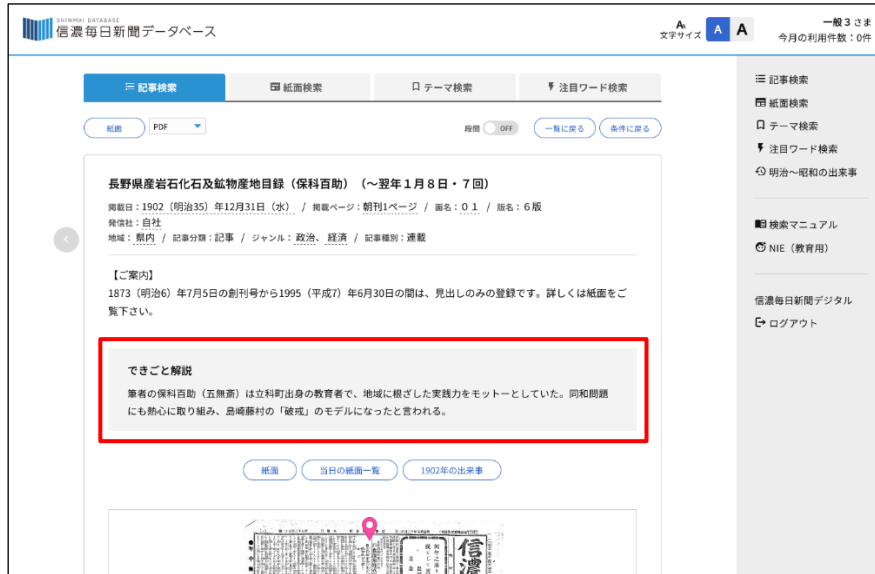 SHINMAI DATABASE
信濃毎日新聞データベース
AA
文字サイズ A A
一般３さま
今月の利用件数：0件
記事検索 紙面検索 テーマ検索 注目ワード検索
紙面 PDF 段間 OFF 一覧に戻る 条件に戻る
長野県産岩石化石及鉱物産地目録（保科百助）（～翌年１月８日・７回）
掲載日：1902（明治35）年12月31日（水） / 掲載ページ：朝刊1ページ / 面名：０１ / 版名：６版
発信社：自社
地域：県内 / 記事分類：記事 / ジャンル：政治、経済 / 記事種別：連載
【ご案内】
1873（明治6）年7月5日の創刊号から1995（平成7）年6月30日の間は、見出しのみの登録です。詳しくは紙面をご
覧下さい。
できごと解説
筆者の保科百助（五無斎）は立科町出身の教育者で、地域に根ざした実践力をモットーとしていた。同和問題
にも熱心に取り組み、島崎藤村の「破戒」のモデルになったと言われる。
紙面 当日の紙面一覧 1902年の出来事
信濃
記事検索
紙面検索
テーマ検索
注目ワード検索
明治～昭和の出来事
検索マニュアル
NIE（教育用）
信濃毎日新聞デジタル
ログアウト